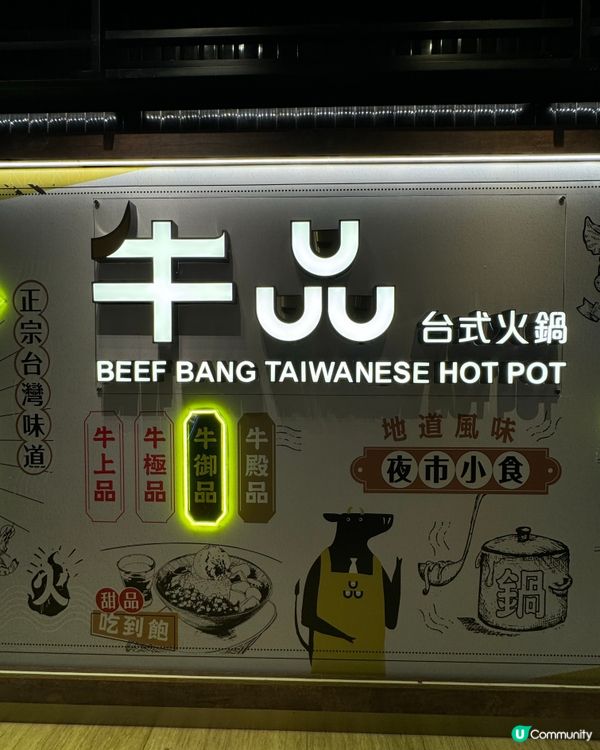 牛品
台式火鍋
BEEF BANG TAIWANESE HOT POT
正宗台灣味道
牛上品
牛極品
牛御品
牛殿品
地道風味
夜市小食
火
甜品
吃到飽
鍋
U Community